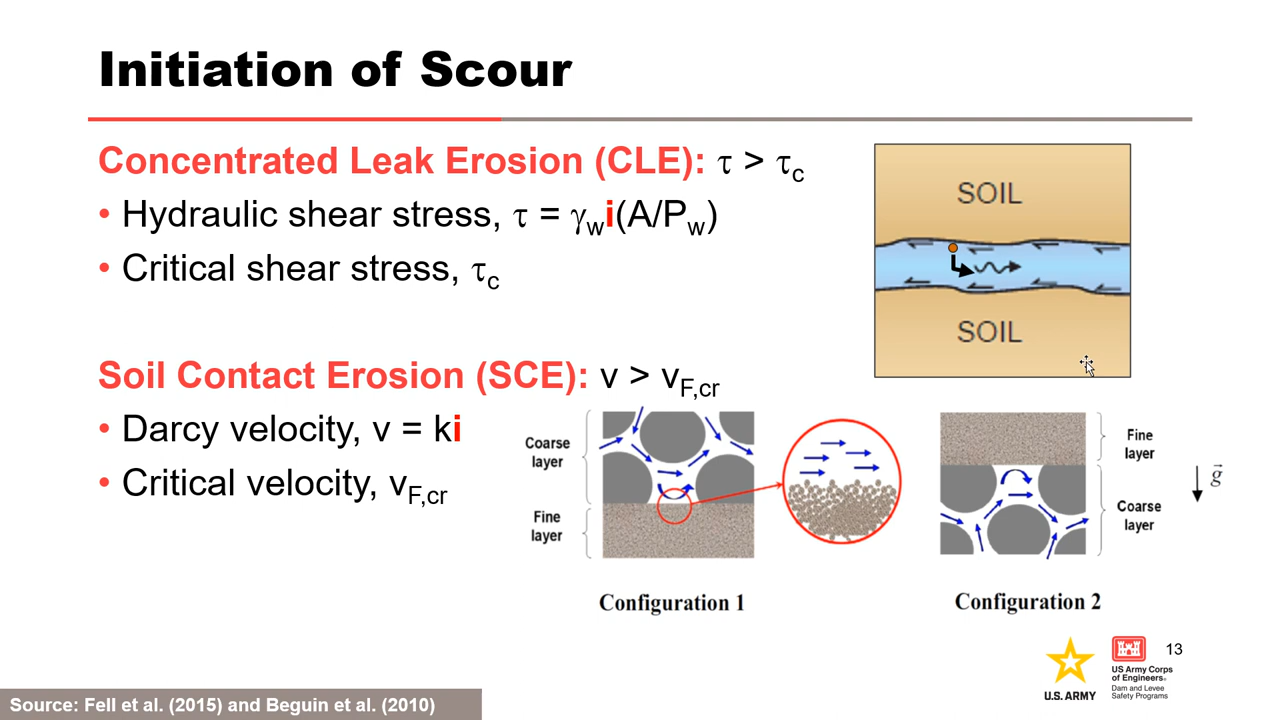 Initiation of Scour
Concentrated Leak Erosion (CLE): τ > τc
• Hydraulic shear stress, τ = γwi(A/Pw)
• Critical shear stress, τc
SOIL
SOIL
Soil Contact Erosion (SCE): v > vF,cr
• Darcy velocity, v = ki
• Critical velocity, vF,cr
Coarse
layer
Fine
layer
Configuration 1
Fine
layer
Coarse
layer
g⃗
Configuration 2
U.S. ARMY
US Army Corps
of Engineers®
Dam and Levee
Safety Programs
13
Source: Fell et al. (2015) and Beguin et al. (2010)